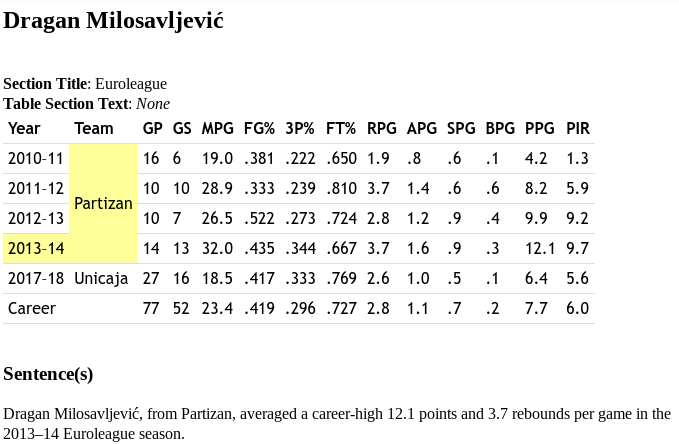 Dragan Milosavljević
Section Title: Euroleague
Table Section Text: None
Year Team GP GS MPG FG% 3P% FT% RPG APG SPG BPG PPG PIR
2010-11 16 6 19.0 .381 .222 .650 1.9 .8 .6 .1 4.2 1.3
2011-12 10 10 28.9 .333 .239 .810 3.7 1.4 .6 .6 8.2 5.9
Partizan
2012-13 10 7 26.5 .522 .273 .724 2.8 1.2 .9 .4 9.9 9.2
2013-14 14 13 32.0 .435 .344 .667 3.7 1.6 .9 .3 12.1 9.7
2017-18 Unicaja 27 16 18.5 .417 .333 .769 2.6 1.0 .5 .1 6.4 5.6
Career 77 52 23.4 .419 .296 .727 2.8 1.1 .7 .2 7.7 6.0
Sentence(s)
Dragan Milosavljević, from Partizan, averaged a career-high 12.1 points and 3.7 rebounds per game in the
2013–14 Euroleague season.